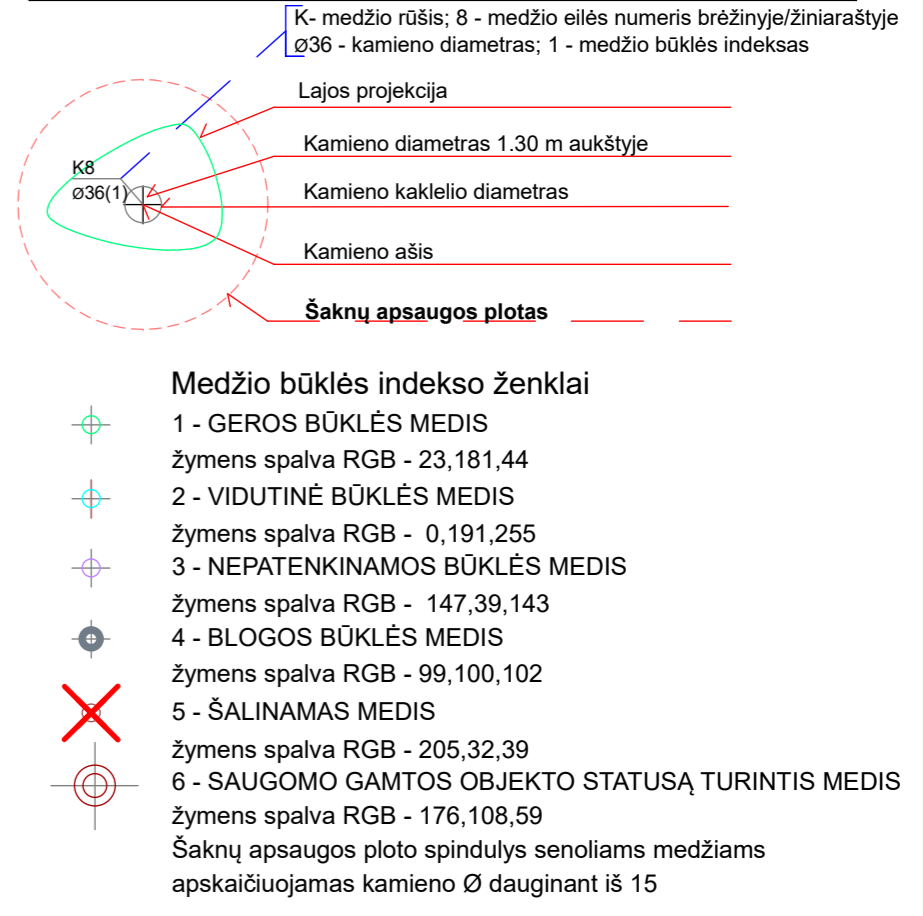 K- medžio rūšis; 8 - medžio eilės numeris brėžinyje/žiniaraštyje
ø36 - kamieno diametras; 1 - medžio būklės indeksas
Lajos projekcija
Kamieno diametras 1.30 m aukštyje
K8
ø36(1)
Kamieno kaklelio diametras
Kamieno ašis
Šaknų apsaugos plotas
Medžio būklės indekso ženklai
1 - GEROS BŪKLĖS MEDIS
žymens spalva RGB - 23,181,44
2 - VIDUTINĖ BŪKLĖS MEDIS
žymens spalva RGB - 0,191,255
3 - NEPATENKINAMOS BŪKLĖS MEDIS
žymens spalva RGB - 147,39,143
4 - BLOGOS BŪKLĖS MEDIS
žymens spalva RGB - 99,100,102
5 - ŠALINAMAS MEDIS
žymens spalva RGB - 205,32,39
6 - SAUGOMO GAMTOS OBJEKTO STATUSĄ TURINTIS MEDIS
žymens spalva RGB - 176,108,59
Šaknų apsaugos ploto spindulys senoliams medžiams
apskaičiuojamas kamieno Ø dauginant iš 15